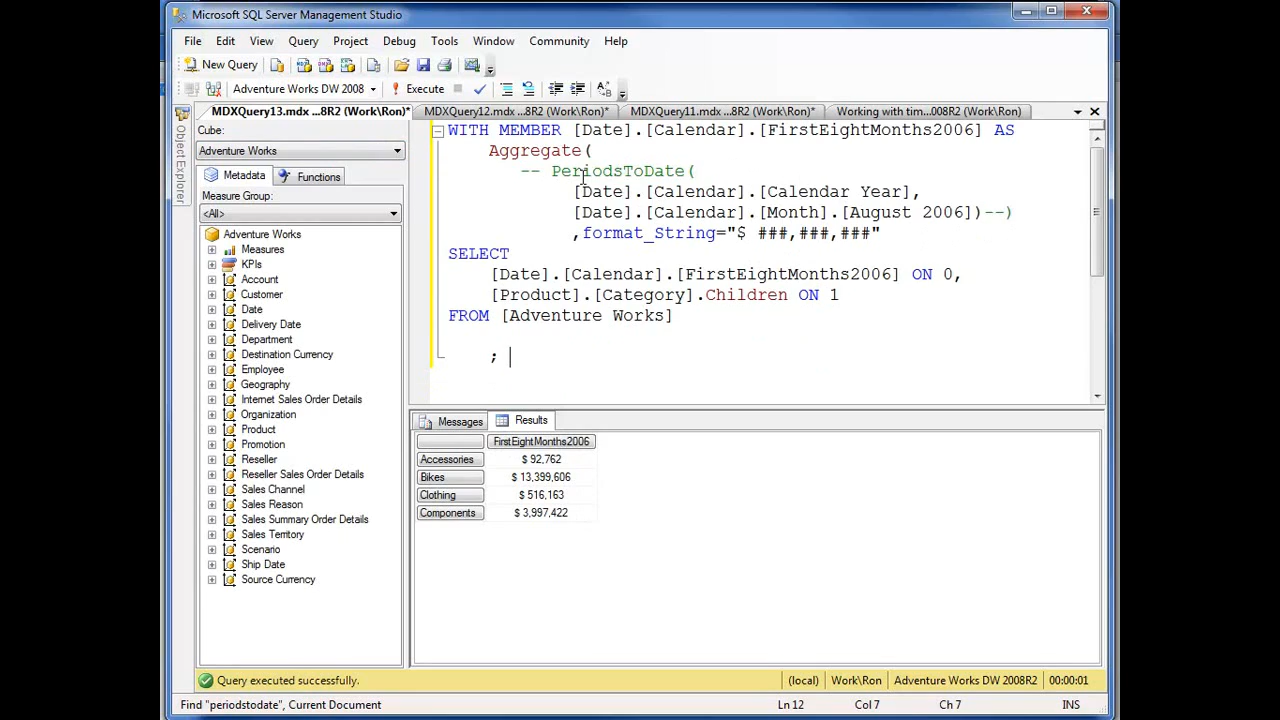 Microsoft SQL Server Management Studio
File Edit View Query Project Debug Tools Window Community Help
New Query
Adventure Works DW 2008 Execute
MDXQuery13.mdx ...8R2 (Work\Ron)* MDXQuery12.mdx ...8R2 (Work\Ron)* MDXQuery11.mdx ...8R2 (Work\Ron)* Working with tim...008R2 (Work\Ron)
Object Explorer
Cube:
Adventure Works
Metadata Functions
Measure Group:
<All>
Adventure Works
Measures
KPIs
Account
Customer
Date
Delivery Date
Department
Destination Currency
Employee
Geography
Internet Sales Order Details
Organization
Product
Promotion
Reseller
Reseller Sales Order Details
Sales Channel
Sales Reason
Sales Summary Order Details
Sales Territory
Scenario
Ship Date
Source Currency
WITH MEMBER [Date].[Calendar].[FirstEightMonths2006] AS
Aggregate(
-- PeriodsToDate(
[Date].[Calendar].[Calendar Year],
[Date].[Calendar].[Month].[August 2006])--)
,format_String="$ ###,###,###"
SELECT
[Date].[Calendar].[FirstEightMonths2006] ON 0,
[Product].[Category].Children ON 1
FROM [Adventure Works]
;
Messages Results
FirstEightMonths2006
Accessories $ 92,762
Bikes $ 13,399,606
Clothing $ 516,163
Components $ 3,997,422
Query executed successfully. (local) Work\Ron Adventure Works DW 2008R2 00:00:01
Find "periodstodate", Current Document Ln 12 Col 7 Ch 7 INS